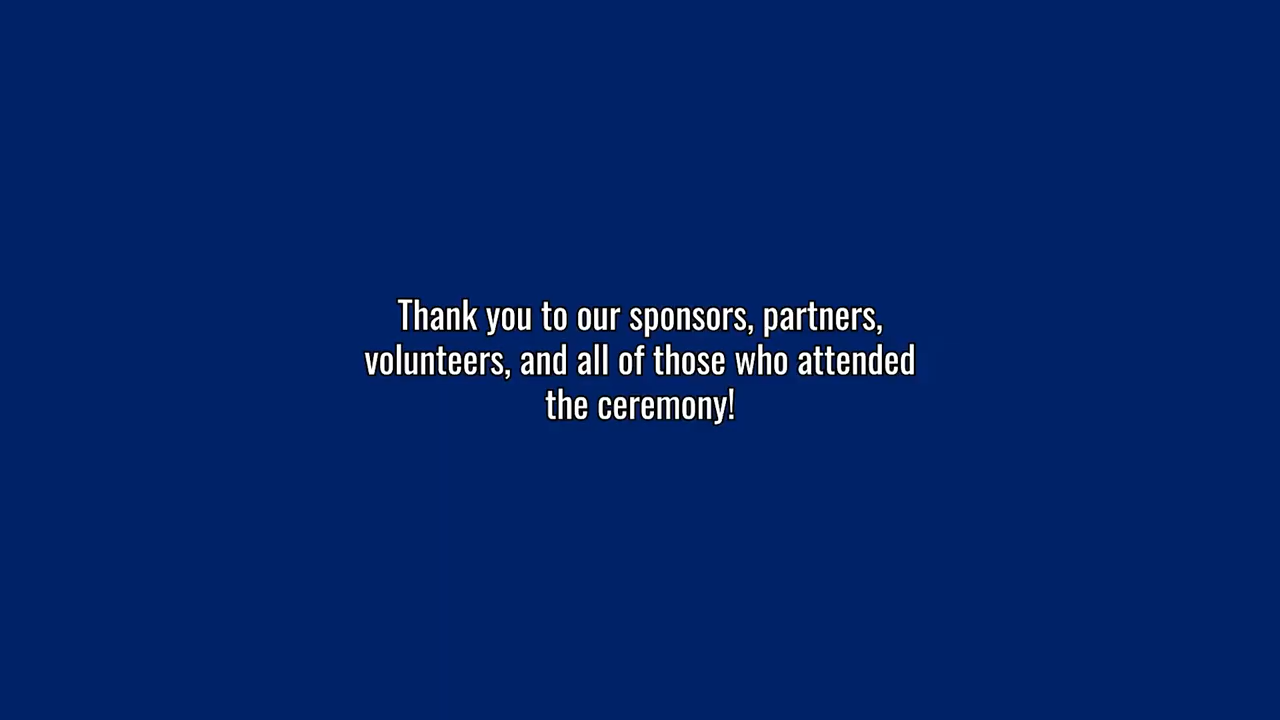 Thank you to our sponsors, partners,
volunteers, and all of those who attended
the ceremony!